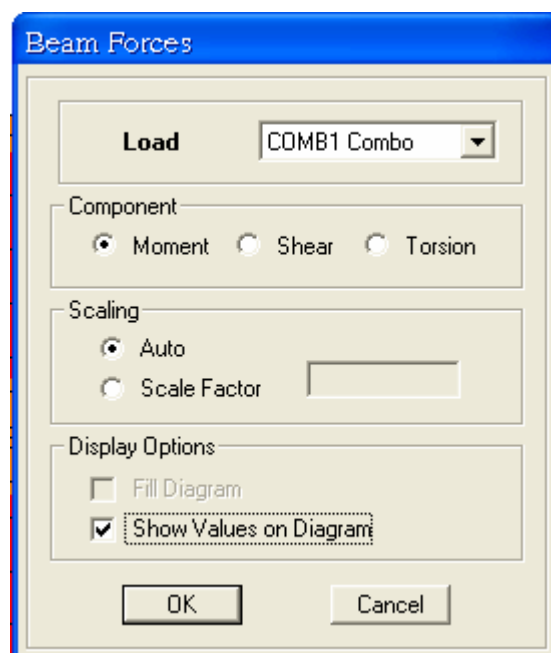 Beam Forces
Load COMB1 Combo
Component
Moment Shear Torsion
Scaling
Auto
Scale Factor
Display Options
Fill Diagram
Show Values on Diagram
OK Cancel